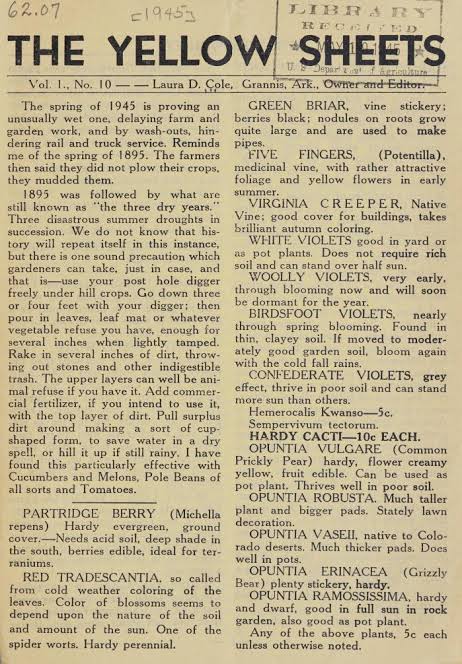 62.07
[1945]
LIBRARY
RECEIVED
1945
U. S. Department of Agriculture
THE YELLOW SHEETS
Vol. 1., No. 10 — — Laura D. Cole, Grannis, Ark., Owner and Editor.
The spring of 1945 is proving an
unusually wet one, delaying farm and
garden work, and by wash-outs, hin-
dering rail and truck service. Reminds
me of the spring of 1895. The farmers
then said they did not plow their crops,
they mudded them.
1895 was followed by what are
still known as "the three dry years."
Three disastrous summer droughts in
succession. We do not know that his-
tory will repeat itself in this instance,
but there is one sound precaution which
gardeners can take, just in case, and
that is—use your post hole digger
freely under hill crops. Go down three
or four feet with your digger; then
pour in leaves, leaf mat or whatever
vegetable refuse you have, enough for
several inches when lightly tamped.
Rake in several inches of dirt, throw-
ing out stones and other indigestible
trash. The upper layers can well be ani-
mal refuse if you have it. Add commer-
cial fertilizer, if you intend to use it,
with the top layer of dirt. Pull surplus
dirt around making a sort of cup-
shaped form, to save water in a dry
spell, or hill it up if still rainy. I have
found this particularly effective with
Cucumbers and Melons, Pole Beans of
all sorts and Tomatoes.
PARTRIDGE BERRY (Michella
repens) Hardy evergreen, ground
cover.—Needs acid soil, deep shade in
the south, berries edible, ideal for ter-
raniums.
RED TRADESCANTIA, so called
from cold weather coloring of the
leaves. Color of blossoms seems to
depend upon the nature of the soil
and amount of the sun. One of the
spider worts. Hardy perennial.
GREEN BRIAR, vine stickery;
berries black; nodules on roots grow
quite large and are used to make
pipes.
FIVE FINGERS, (Potentilla),
medicinal vine, with rather attractive
foliage and yellow flowers in early
summer.
VIRGINIA CREEPER, Native
Vine; good cover for buildings, takes
brilliant autumn coloring.
WHITE VIOLETS good in yard or
as pot plants. Does not require rich
soil and can stand over half sun.
WOOLLY VIOLETS, very early,
through blooming now and will soon
be dormant for the year.
BIRDSFOOT VIOLETS, nearly
through spring blooming. Found in
thin, clayey soil. If moved to moder-
ately good garden soil, bloom again
with the cold fall rains.
CONFEDERATE VIOLETS, grey
effect, thrive in poor soil and can stand
more sun than others.
Hemerocalis Kwanso—5c.
Sempervivum tectorum.
HARDY CACTI—10c EACH.
OPUNTIA VULGARE (Common
Prickly Pear) hardy, flower creamy
yellow, fruit edible. Can be used as
pot plant. Thrives well in poor soil.
OPUNTIA ROBUSTA. Much taller
plant and bigger pads. Stately lawn
decoration.
OPUNTIA VASEII, native to Colo-
rado deserts. Much thicker pads. Does
well in pots.
OPUNTIA ERINACEA (Grizzly
Bear) plenty stickery, hardy.
OPUNTIA RAMOSSISSIMA, hardy
and dwarf, good in full sun in rock
garden, also good as pot plant.
Any of the above plants, 5c each
unless otherwise noted.